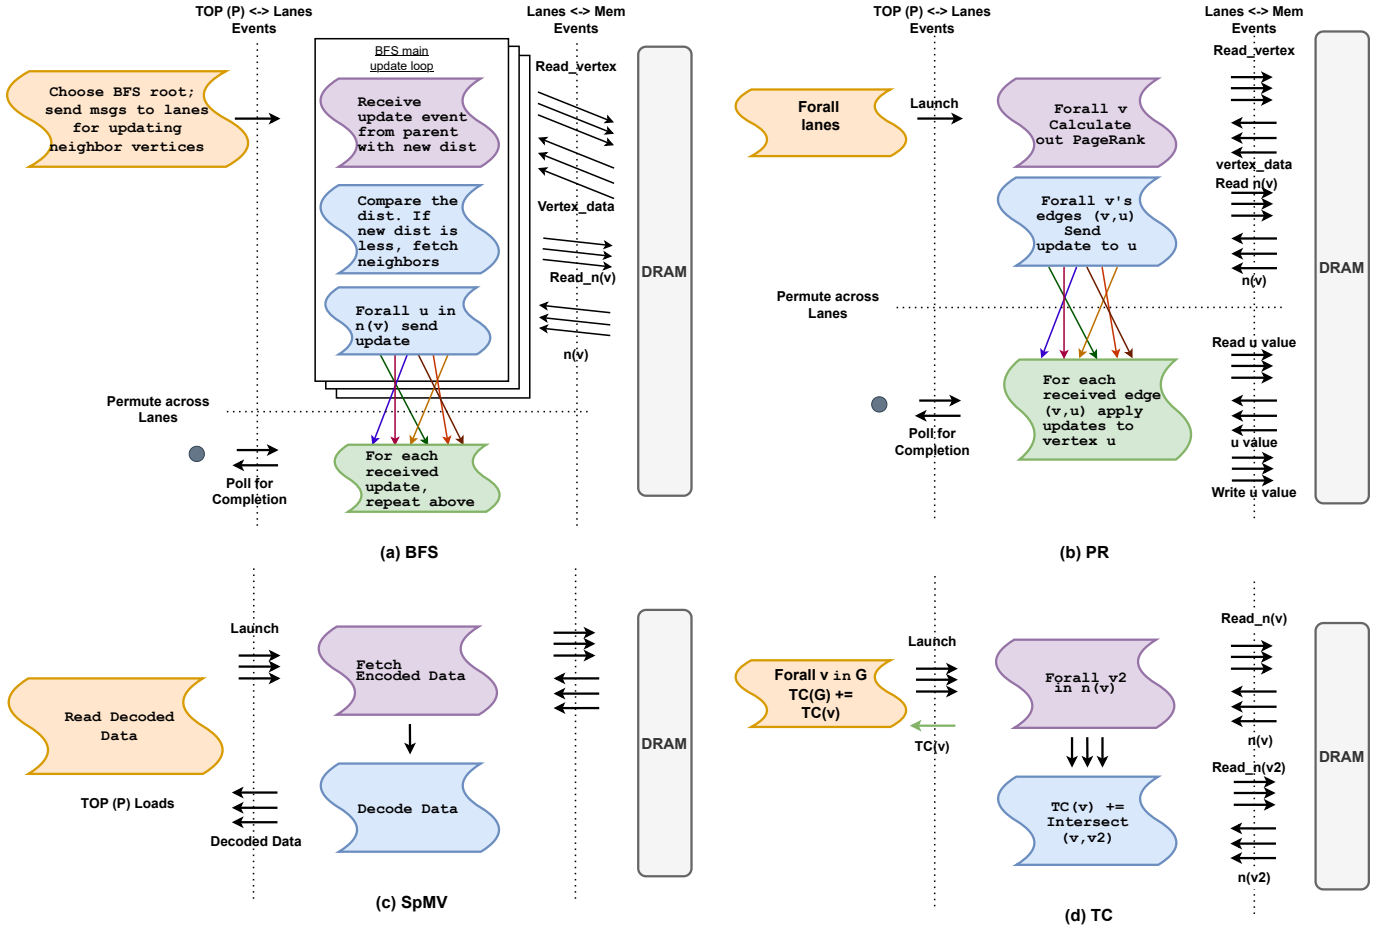 TOP (P) <-> Lanes
Events
Lanes <-> Mem
Events
BFS main
update loop
Choose BFS root;
send msgs to lanes
for updating
neighbor vertices
Receive
update event
from parent
with new dist
Read_vertex
Compare the
dist. If
new dist is
less, fetch
neighbors
Vertex_data
Read_n(v)
Forall u in
n(v) send
update
n(v)
DRAM
Permute across
Lanes
Poll for
Completion
For each
received
update,
repeat above
(a) BFS
TOP (P) <-> Lanes
Events
Lanes <-> Mem
Events
Read_vertex
Forall
lanes
Launch
Forall v
Calculate
out PageRank
vertex_data
Read n(v)
Forall v's
edges (v,u)
Send
update to u
n(v)
DRAM
Permute across
Lanes
Read u value
For each
received edge
(v,u) apply
updates to
vertex u
Poll for
Completion
u value
Write u value
(b) PR
Launch
Fetch
Encoded Data
Read Decoded
Data
TOP (P) Loads
Decode Data
Decoded Data
DRAM
(c) SpMV
Read_n(v)
Launch
Forall v in G
TC(G) +=
TC(v)
TC(v)
Forall v2
in n(v)
n(v)
Read_n(v2)
TC(v) +=
Intersect
(v,v2)
n(v2)
DRAM
(d) TC